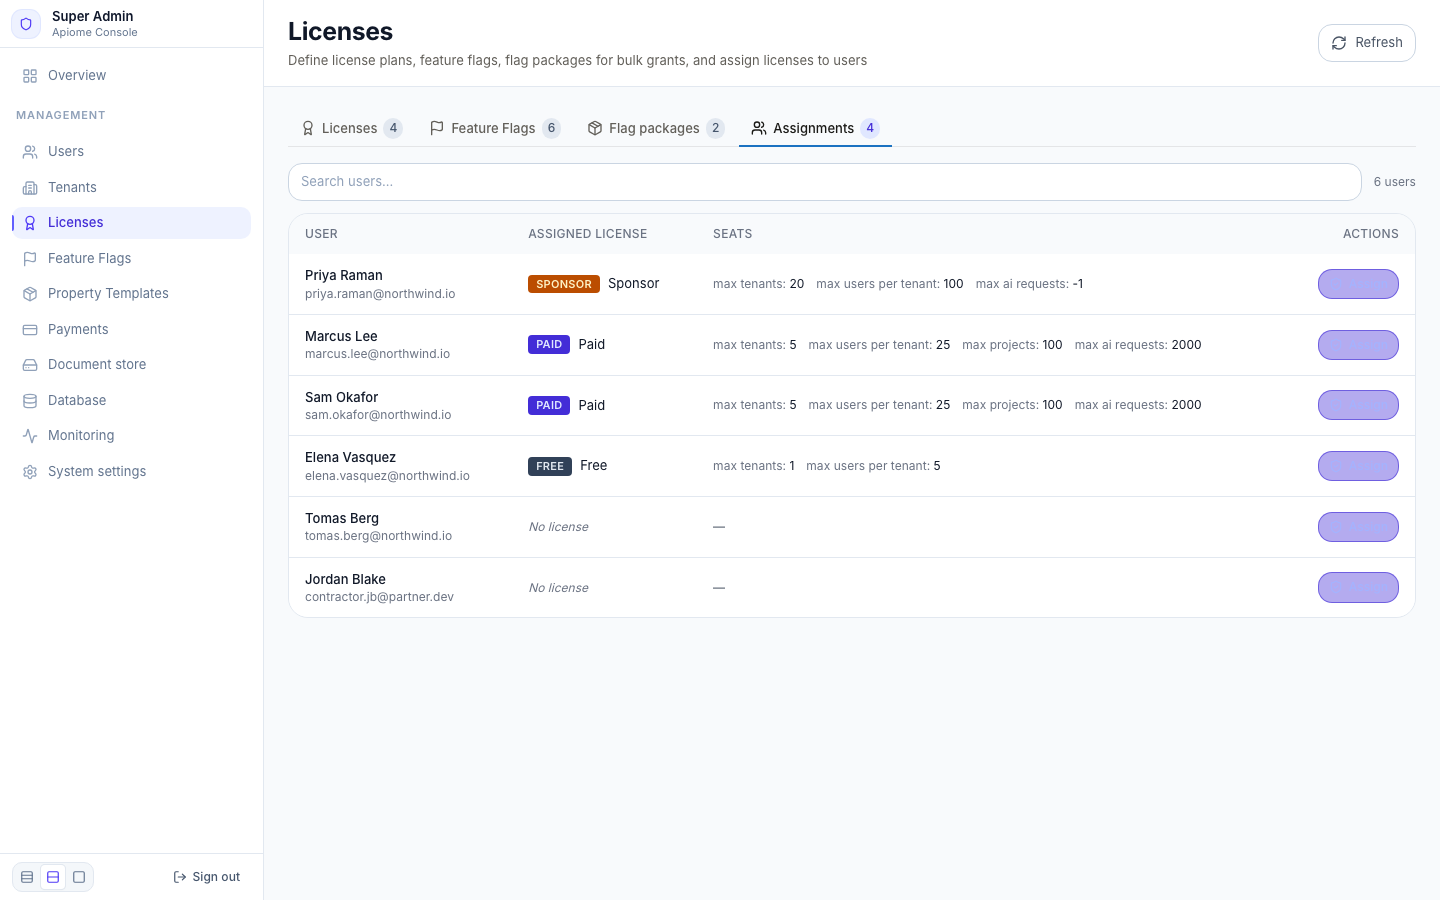 Super Admin
Apiome Console
Overview
MANAGEMENT
Users
Tenants
Licenses
Feature Flags
Property Templates
Payments
Document store
Database
Monitoring
System settings
Sign out
Licenses
Define license plans, feature flags, flag packages for bulk grants, and assign licenses to users
Refresh
Licenses 4 Feature Flags 6 Flag packages 2 Assignments 4
Search users...
6 users
USER ASSIGNED LICENSE SEATS ACTIONS
Priya Raman
priya.raman@northwind.io
SPONSOR Sponsor
max tenants: 20 max users per tenant: 100 max ai requests: -1
Marcus Lee
marcus.lee@northwind.io
PAID Paid
max tenants: 5 max users per tenant: 25 max projects: 100 max ai requests: 2000
Sam Okafor
sam.okafor@northwind.io
PAID Paid
max tenants: 5 max users per tenant: 25 max projects: 100 max ai requests: 2000
Elena Vasquez
elena.vasquez@northwind.io
FREE Free
max tenants: 1 max users per tenant: 5
Tomas Berg
tomas.berg@northwind.io
No license
—
Jordan Blake
contractor.jb@partner.dev
No license
—